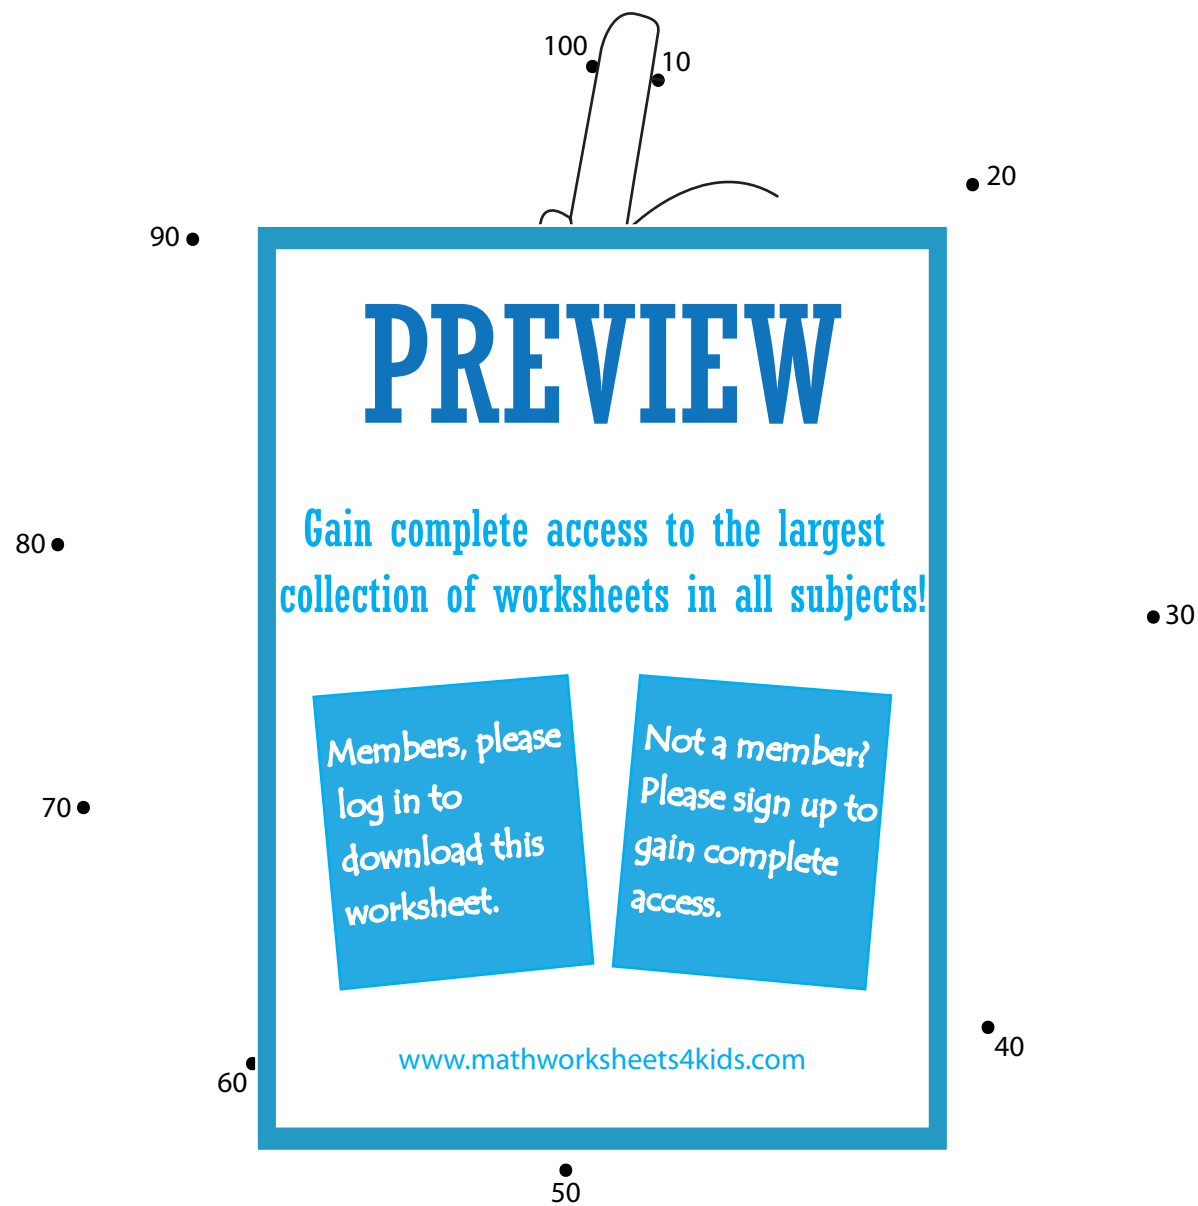 100
10
20
90
PREVIEW
Gain complete access to the largest
80
collection of worksheets in all subjects!
30
Members, please
log in to
download this
worksheet.
Not a member?
Please sign up to
gain complete
access.
70
www.mathworksheets4kids.com
40
60
50